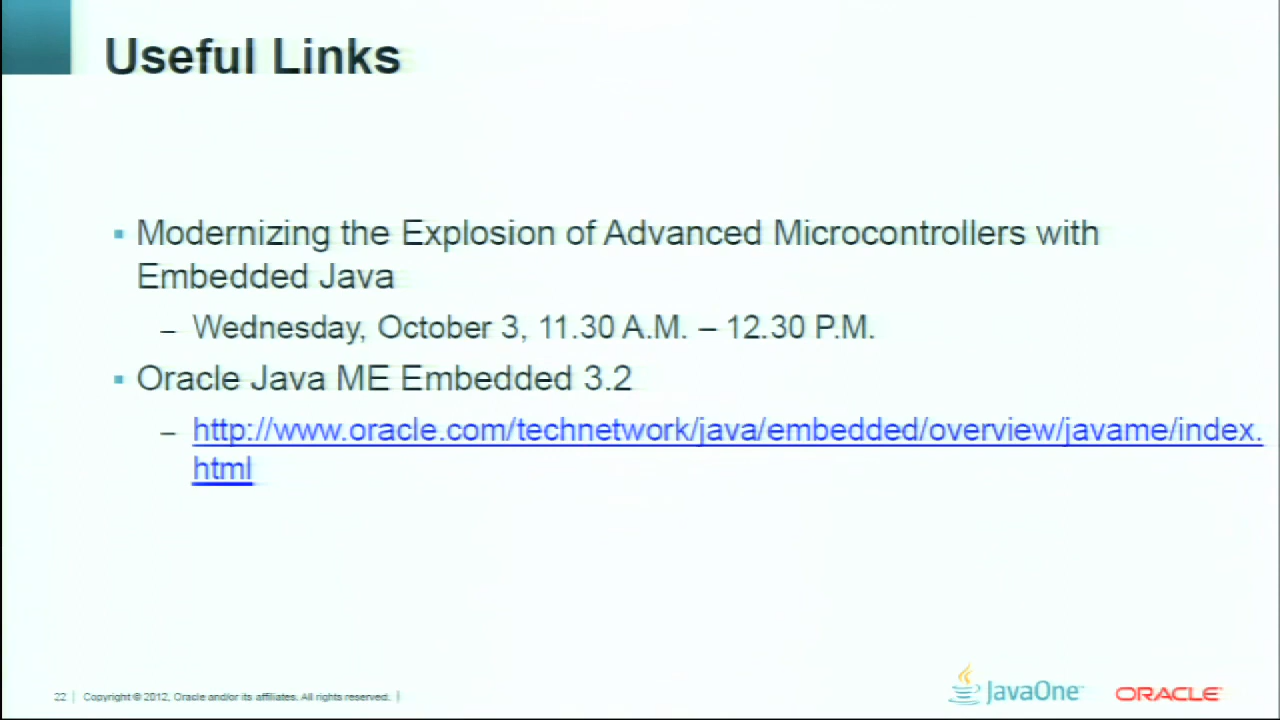 Useful Links
▪ Modernizing the Explosion of Advanced Microcontrollers with
Embedded Java
– Wednesday, October 3, 11.30 A.M. – 12.30 P.M.
▪ Oracle Java ME Embedded 3.2
– http://www.oracle.com/technetwork/java/embedded/overview/javame/index.
html
22 | Copyright © 2012, Oracle and/or its affiliates. All rights reserved. |
JavaOne™ ORACLE